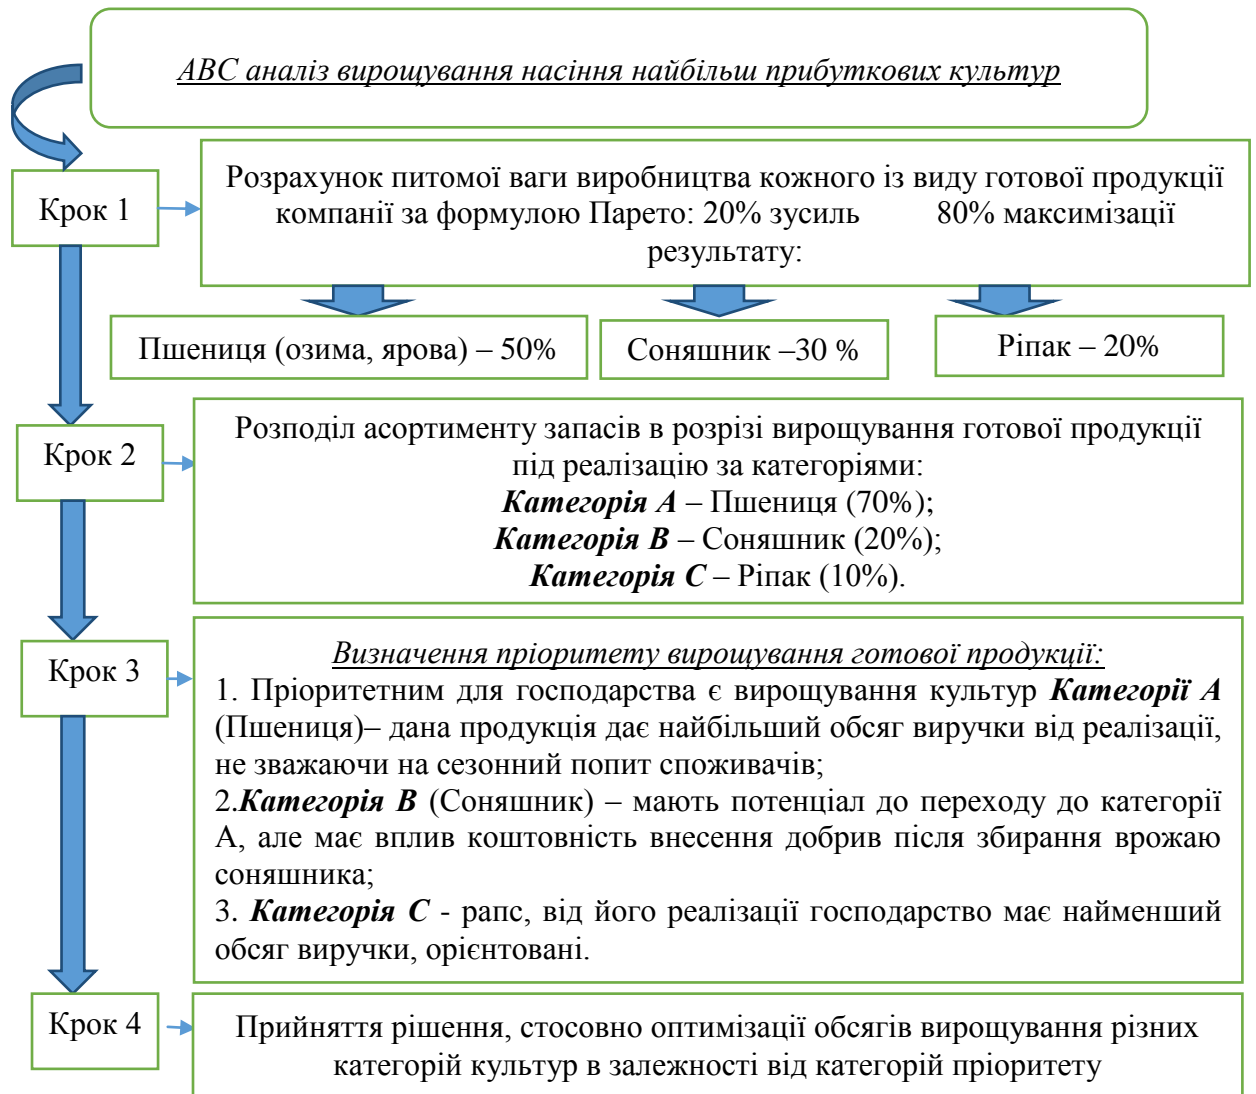 АВС аналіз вирощування насіння найбільш прибуткових культур
Крок 1
Розрахунок питомої ваги виробництва кожного із виду готової продукції
компанії за формулою Парето: 20% зусиль 80% максимізації
результату:
Пшениця (озима, ярова) – 50%
Соняшник –30 %
Ріпак – 20%
Крок 2
Розподіл асортименту запасів в розрізі вирощування готової продукції
під реалізацію за категоріями:
Категорія А – Пшениця (70%);
Категорія В – Соняшник (20%);
Категорія С – Ріпак (10%).
Крок 3
Визначення пріоритету вирощування готової продукції:
1. Пріоритетним для господарства є вирощування культур Категорії А
(Пшениця)– дана продукція дає найбільший обсяг виручки від реалізації,
не зважаючи на сезонний попит споживачів;
2.Категорія В (Соняшник) – мають потенціал до переходу до категорії
А, але має вплив коштовність внесення добрив після збирання врожаю
соняшника;
3. Категорія С - рапс, від його реалізації господарство має найменший
обсяг виручки, орієнтовані.
Крок 4
Прийняття рішення, стосовно оптимізації обсягів вирощування різних
категорій культур в залежності від категорій пріоритету